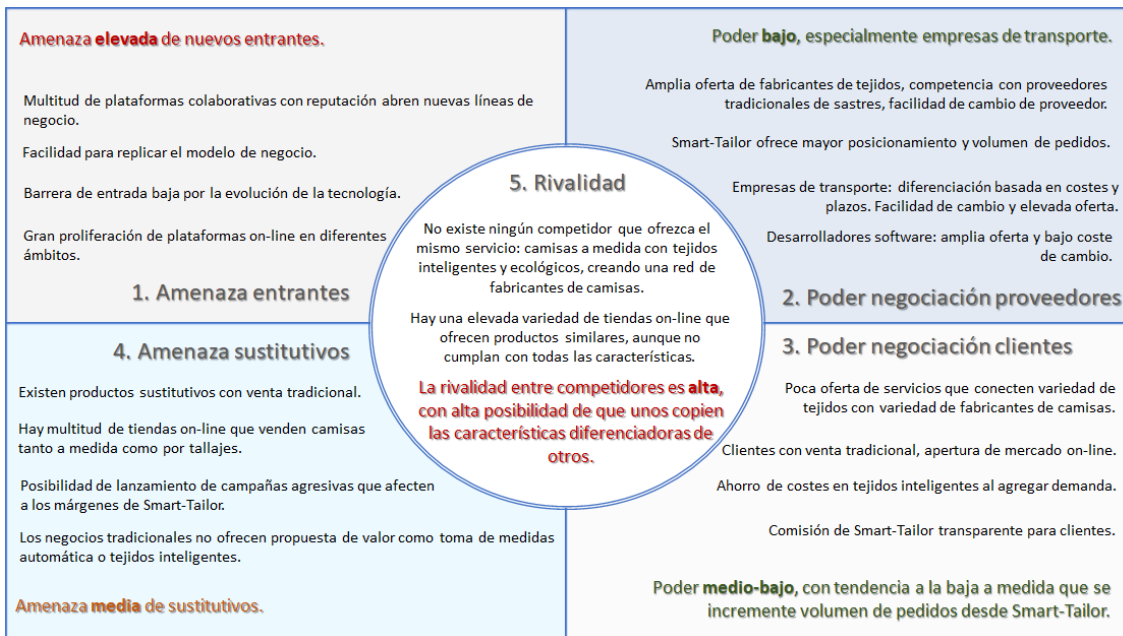 Amenaza elevada de nuevos entrantes.
Multitud de plataformas colaborativas con reputación abren nuevas líneas de
negocio.
Facilidad para replicar el modelo de negocio.
Barrera de entrada baja por la evolución de la tecnología.
Gran proliferación de plataformas on-line en diferentes
ámbitos.
1. Amenaza entrantes
Poder bajo, especialmente empresas de transporte.
Amplia oferta de fabricantes de tejidos, competencia con proveedores
tradicionales de sastres, facilidad de cambio de proveedor.
Smart-Tailor ofrece mayor posicionamiento y volumen de pedidos.
Empresas de transporte: diferenciación basada en costes y
plazos. Facilidad de cambio y elevada oferta.
Desarrolladores software: amplia oferta y bajo coste
de cambio.
2. Poder negociación proveedores
5. Rivalidad
No existe ningún competidor que ofrezca el
mismo servicio: camisas a medida con tejidos
inteligentes y ecológicos, creando una red de
fabricantes de camisas.
Hay una elevada variedad de tiendas on-line que
ofrecen productos similares, aunque no
cumplan con todas las características.
La rivalidad entre competidores es alta,
con alta posibilidad de que unos copien
las características diferenciadoras de
otros.
3. Poder negociación clientes
Poca oferta de servicios que conecten variedad de
tejidos con variedad de fabricantes de camisas.
Clientes con venta tradicional, apertura de mercado on-line.
Ahorro de costes en tejidos inteligentes al agregar demanda.
Comisión de Smart-Tailor transparente para clientes.
Poder medio-bajo, con tendencia a la baja a medida que se
incremente volumen de pedidos desde Smart-Tailor.
4. Amenaza sustitutivos
Existen productos sustitutivos con venta tradicional.
Hay multitud de tiendas on-line que venden camisas
tanto a medida como por tallajes.
Posibilidad de lanzamiento de campañas agresivas que afecten
a los márgenes de Smart-Tailor.
Los negocios tradicionales no ofrecen propuesta de valor como toma de medidas
automática o tejidos inteligentes.
Amenaza media de sustitutivos.